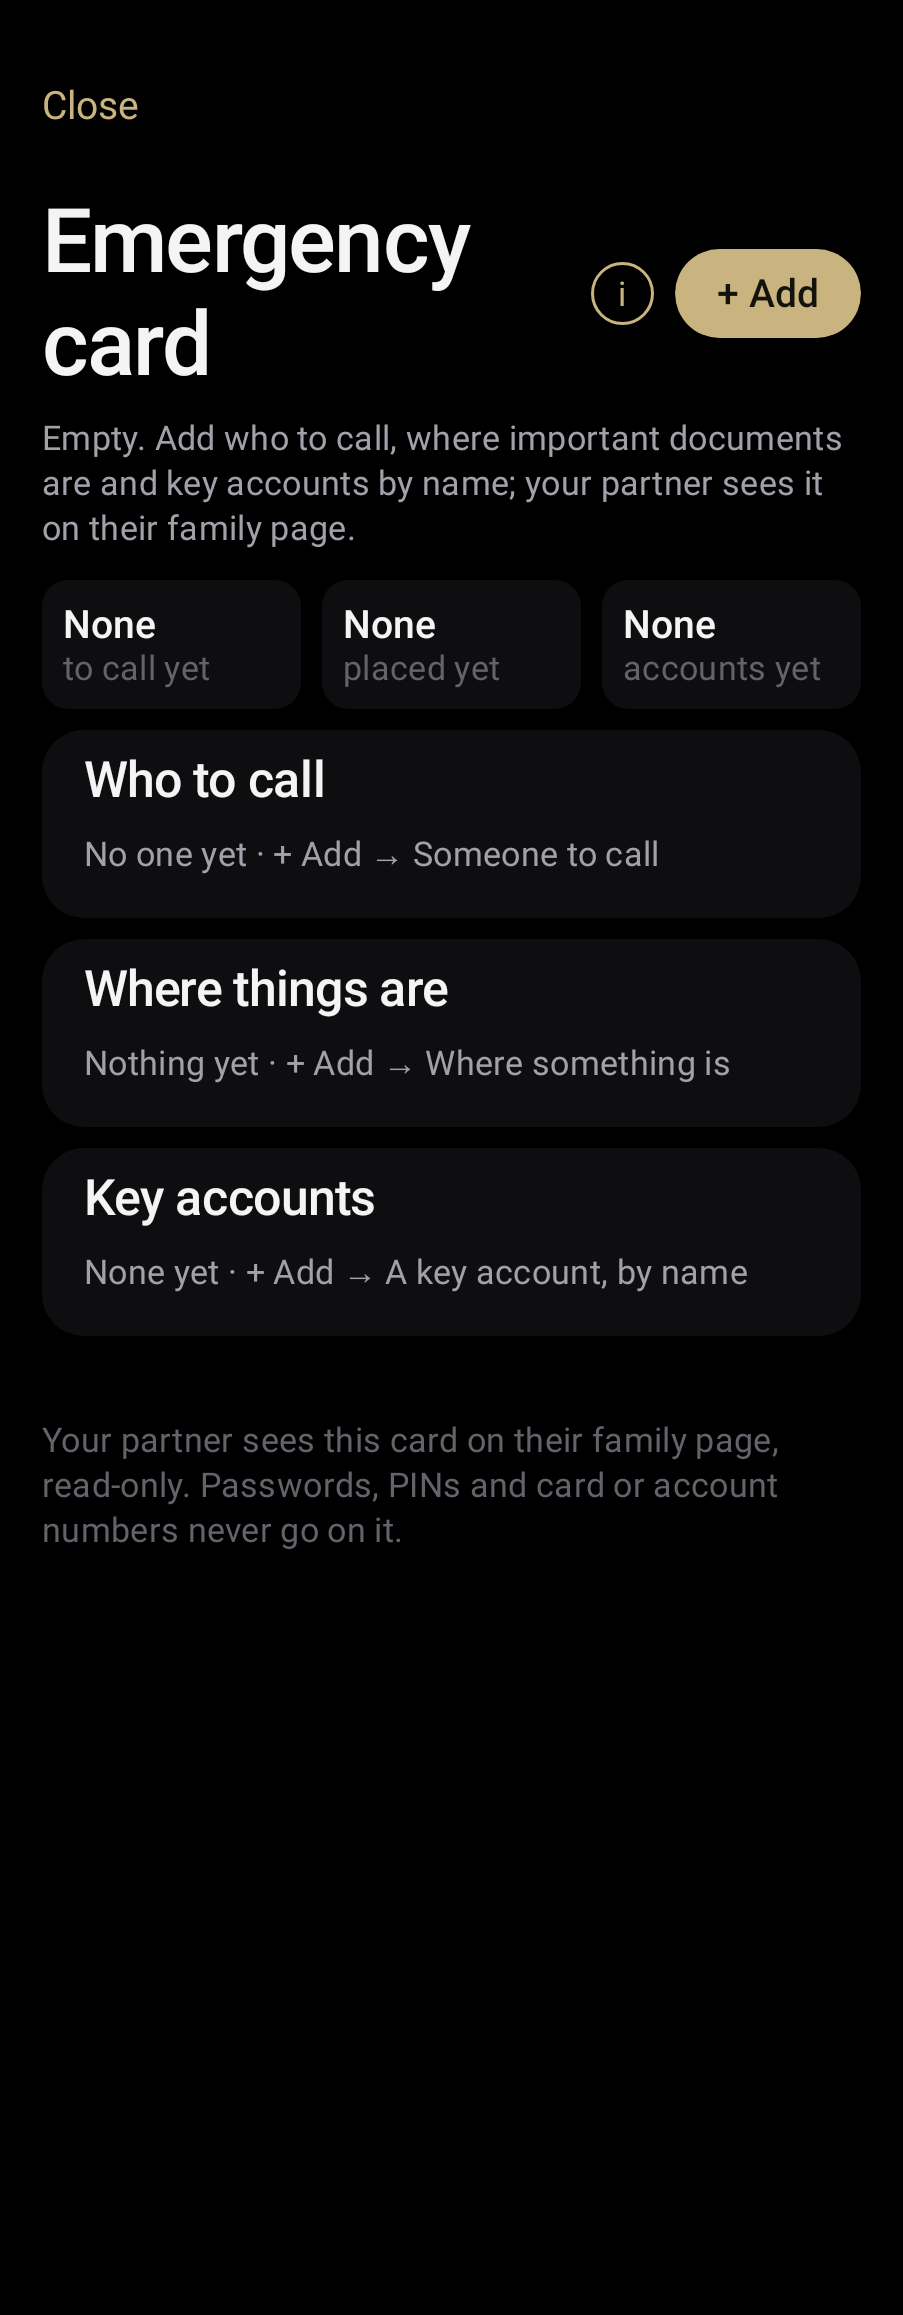 Close
Emergency
card
i
+ Add
Empty. Add who to call, where important documents
are and key accounts by name; your partner sees it
on their family page.
None
to call yet
None
placed yet
None
accounts yet
Who to call
No one yet · + Add → Someone to call
Where things are
Nothing yet · + Add → Where something is
Key accounts
None yet · + Add → A key account, by name
Your partner sees this card on their family page,
read-only. Passwords, PINs and card or account
numbers never go on it.